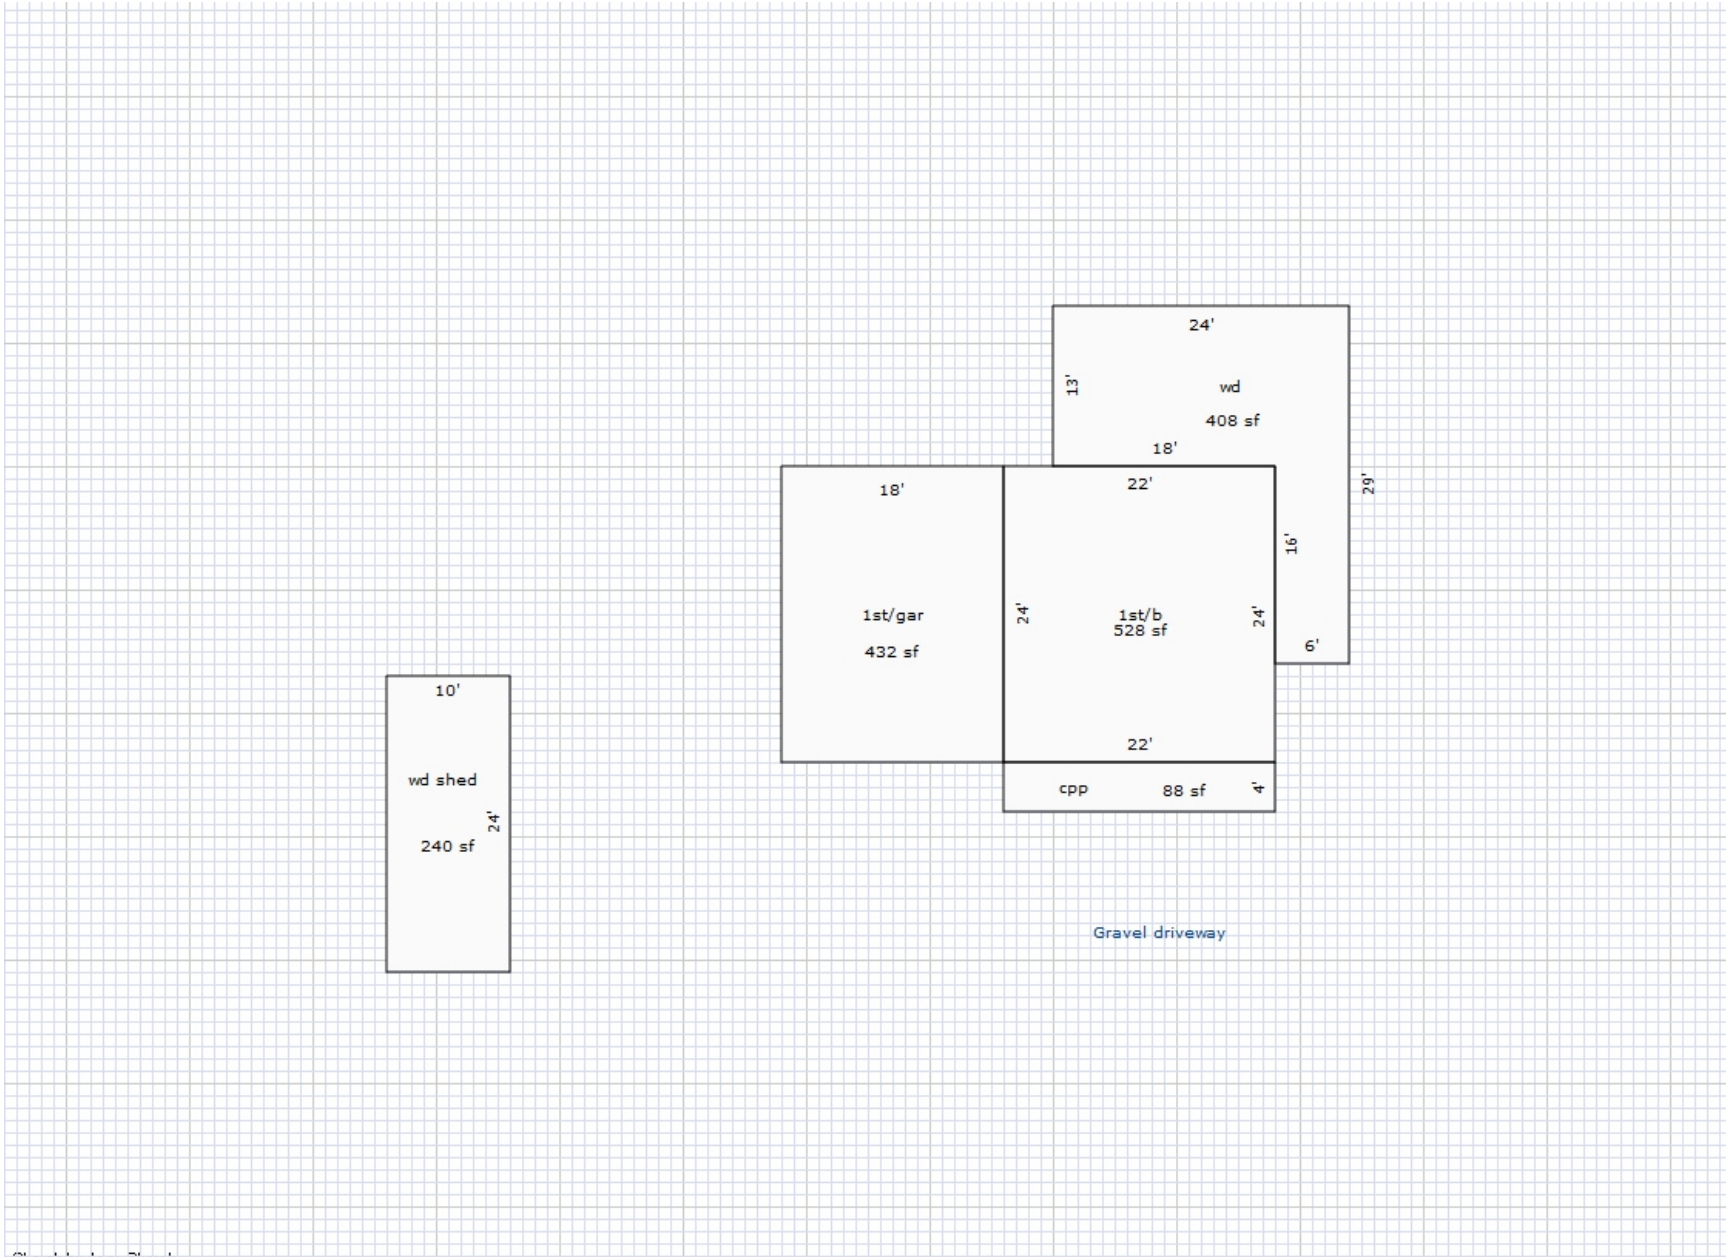 24'
13'
wd
408 sf
18'
29'
18'
22'
16'
1st/gar
24'
1st/b
24'
528 sf
432 sf
6'
10'
22'
wd shed
cpp
88 sf
4'
24'
240 sf
Gravel driveway